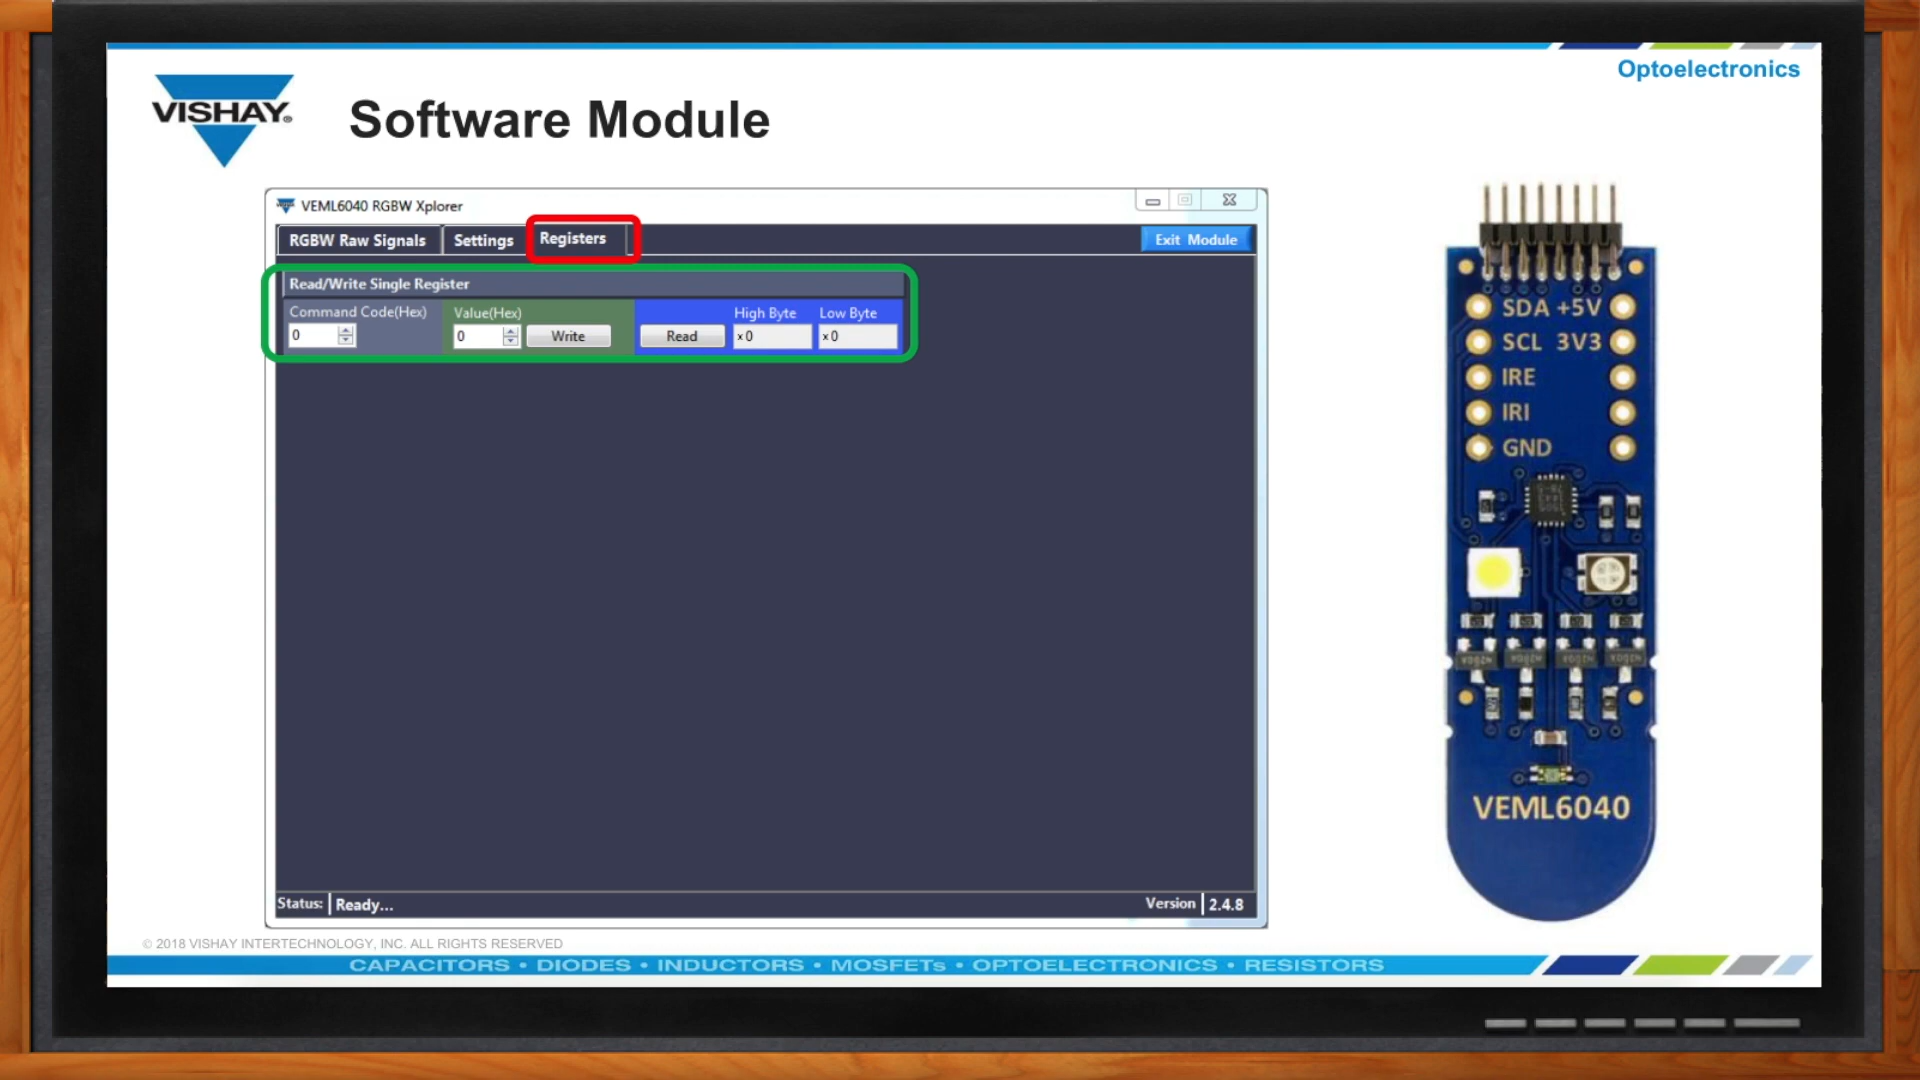 Optoelectronics
VISHAY®
Software Module
VEML6040 RGBW Xplorer
RGBW Raw Signals Settings Registers Exit Module
Read/Write Single Register
Command Code(Hex) Value(Hex) High Byte Low Byte
0 0 Write Read x0 x0
SDA +5V
SCL 3V3
IRE
IRI
GND
VEML6040
Status: Ready... Version 2.4.8
© 2018 VISHAY INTERTECHNOLOGY, INC. ALL RIGHTS RESERVED
CAPACITORS • DIODES • INDUCTORS • MOSFETs • OPTOELECTRONICS • RESISTORS